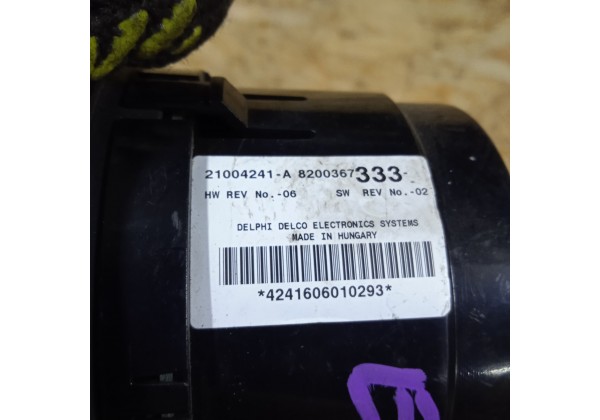 21004241-A 8200367333-
HW REV No.-06 SW REV No.-02
DELPHI DELCO ELECTRONICS SYSTEMS
MADE IN HUNGARY
*4241606010293*